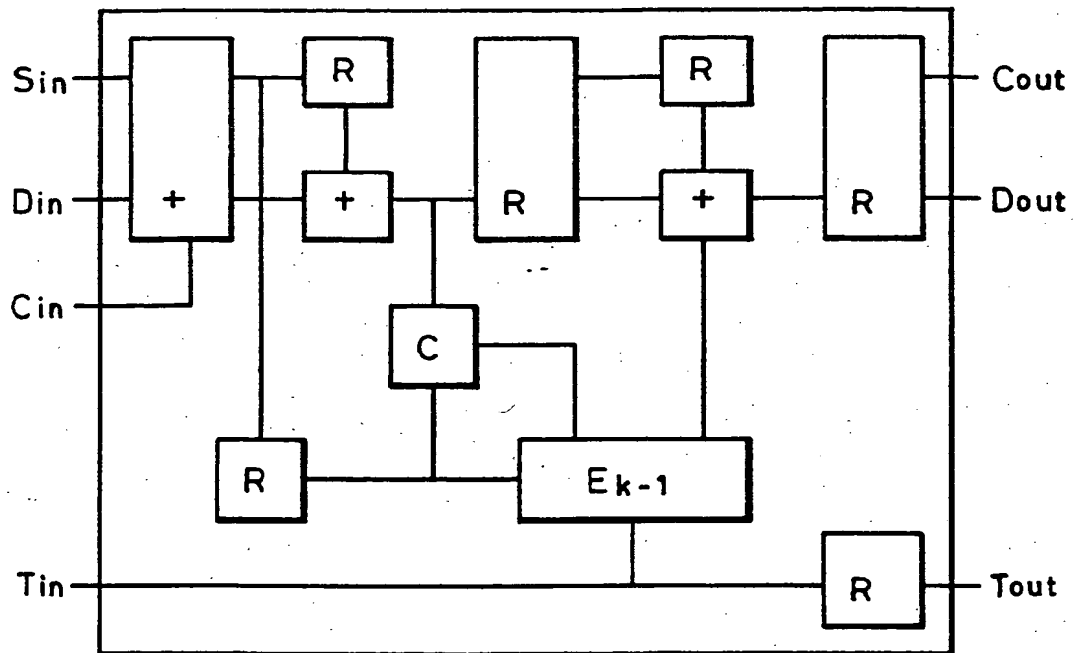 R R
Sin Cout
Din + + R + R Dout
Cin
C
R Ek-1
Tin R Tout